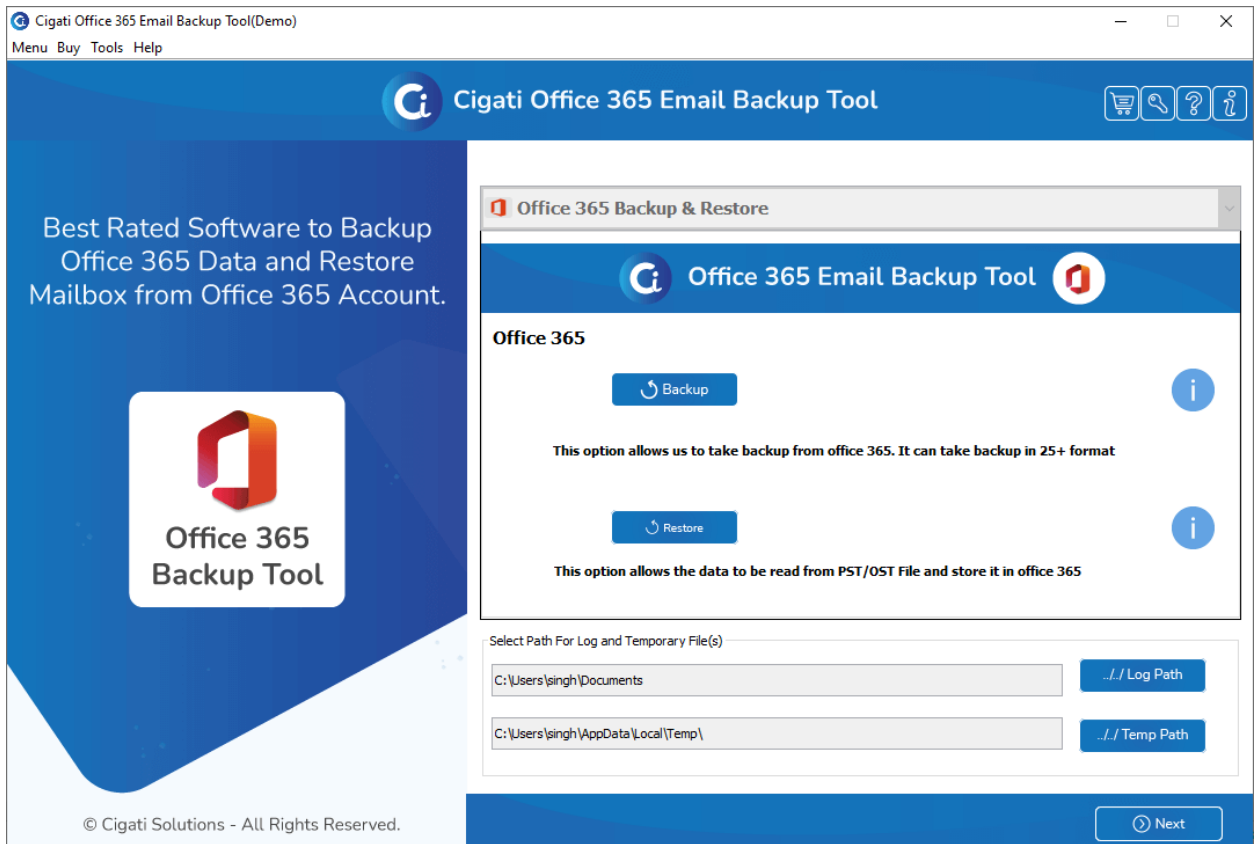 Cigati Office 365 Email Backup Tool(Demo)
Menu Buy Tools Help
Ci Cigati Office 365 Email Backup Tool
Best Rated Software to Backup
Office 365 Data and Restore
Mailbox from Office 365 Account.
Office 365
Backup Tool
© Cigati Solutions - All Rights Reserved.
Office 365 Backup & Restore
Ci Office 365 Email Backup Tool
Office 365
Backup
i
This option allows us to take backup from office 365. It can take backup in 25+ format
Restore
i
This option allows the data to be read from PST/OST File and store it in office 365
Select Path For Log and Temporary File(s)
C:\Users\singh\Documents
../../ Log Path
C:\Users\singh\AppData\Local\Temp\
../../ Temp Path
Next